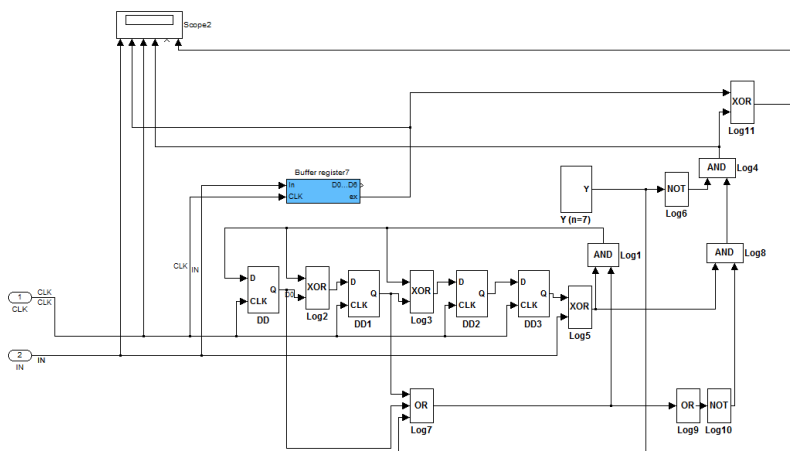 Scope2
XOR
Log11
Buffer register7
In D0...D6
CLK ex
Y
Y (n=7)
NOT
Log6
AND
Log4
AND
Log1
AND
Log8
CLK
IN
D
Q
CLK
DD
D0
XOR
Log2
D
Q
CLK
DD1
XOR
Log3
D
Q
CLK
DD2
D
Q
CLK
DD3
XOR
Log5
1
CLK
CLK
CLK
2
IN
IN
OR
Log7
OR
Log9
NOT
Log10